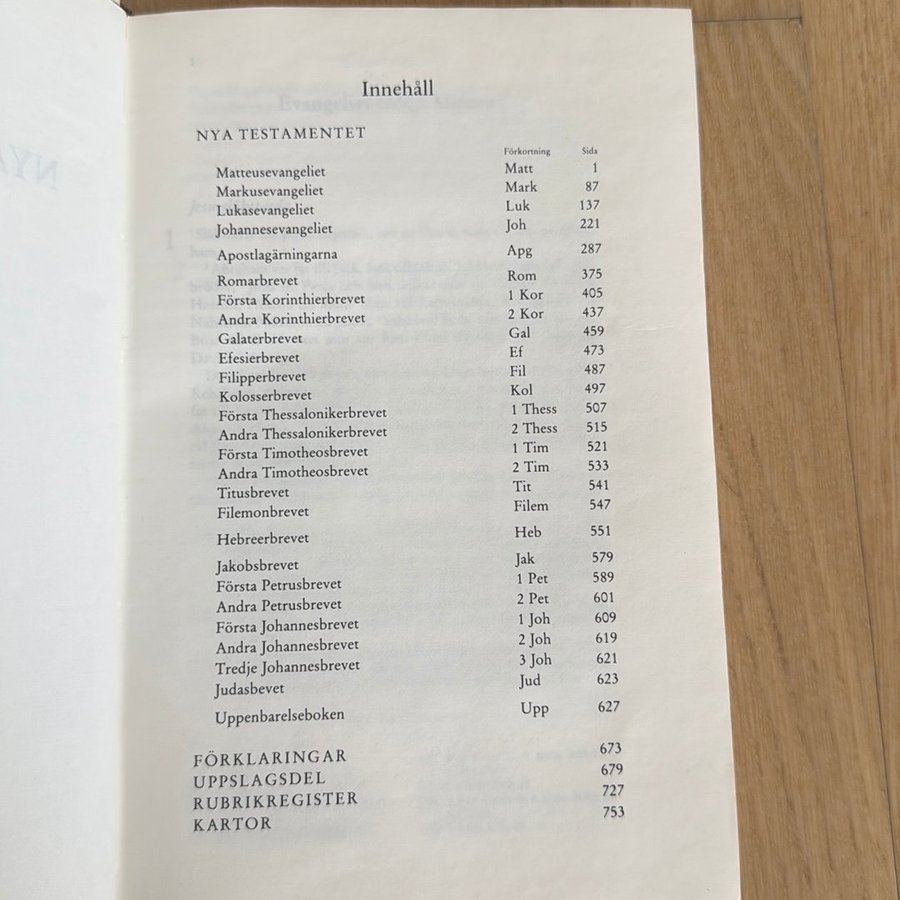 Innehåll
NYA TESTAMENTET
Förkortning Sida
Matteusevangeliet Matt 1
Markusevangeliet Mark 87
Lukasevangeliet Luk 137
Johannesevangeliet Joh 221
Apostlagärningarna Apg 287
Romarbrevet Rom 375
Första Korinthierbrevet 1 Kor 405
Andra Korinthierbrevet 2 Kor 437
Galaterbrevet Gal 459
Efesierbrevet Ef 473
Filipperbrevet Fil 487
Kolosserbrevet Kol 497
Första Thessalonikerbrevet 1 Thess 507
Andra Thessalonikerbrevet 2 Thess 515
Första Timotheosbrevet 1 Tim 521
Andra Timotheosbrevet 2 Tim 533
Titusbrevet Tit 541
Filemonbrevet Filem 547
Hebreerbrevet Heb 551
Jakobsbrevet Jak 579
Första Petrusbrevet 1 Pet 589
Andra Petrusbrevet 2 Pet 601
Första Johannesbrevet 1 Joh 609
Andra Johannesbrevet 2 Joh 619
Tredje Johannesbrevet 3 Joh 621
Judasbevet Jud 623
Uppenbarelseboken Upp 627
FÖRKLARINGAR 673
UPPSLAGSDEL 679
RUBRIKREGISTER 727
KARTOR 753